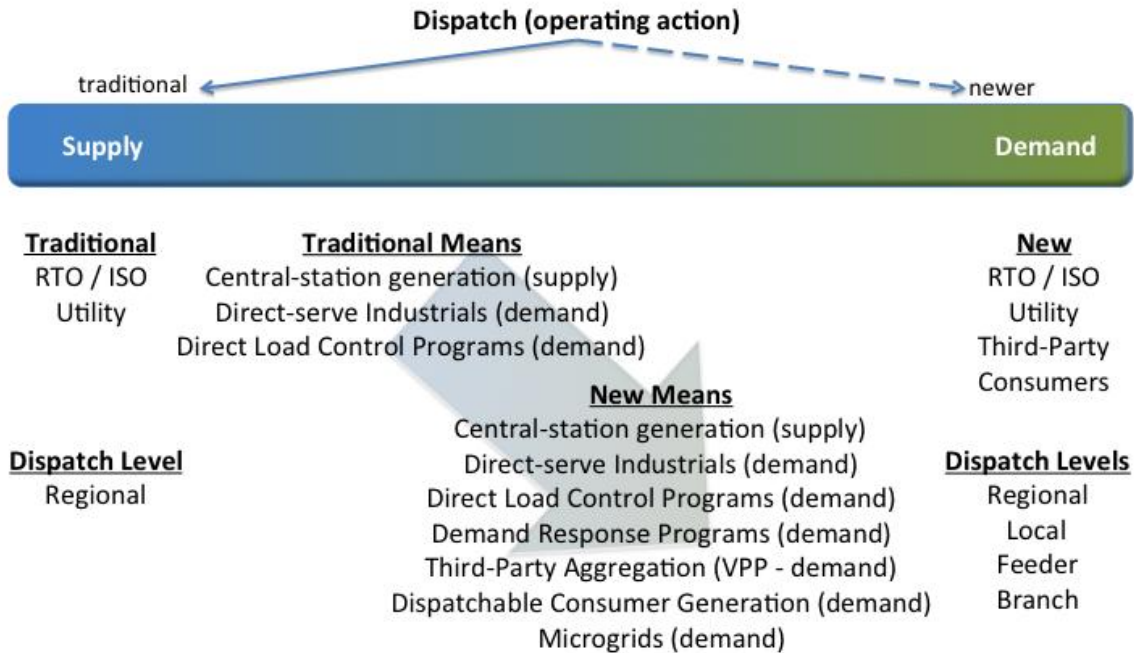 Dispatch (operating action)
traditional
newer
Supply
Demand
Traditional
RTO / ISO
Utility
Traditional Means
Central-station generation (supply)
Direct-serve Industrials (demand)
Direct Load Control Programs (demand)
New
RTO / ISO
Utility
Third-Party
Consumers
New Means
Central-station generation (supply)
Direct-serve Industrials (demand)
Direct Load Control Programs (demand)
Demand Response Programs (demand)
Third-Party Aggregation (VPP - demand)
Dispatchable Consumer Generation (demand)
Microgrids (demand)
Dispatch Level
Regional
Dispatch Levels
Regional
Local
Feeder
Branch